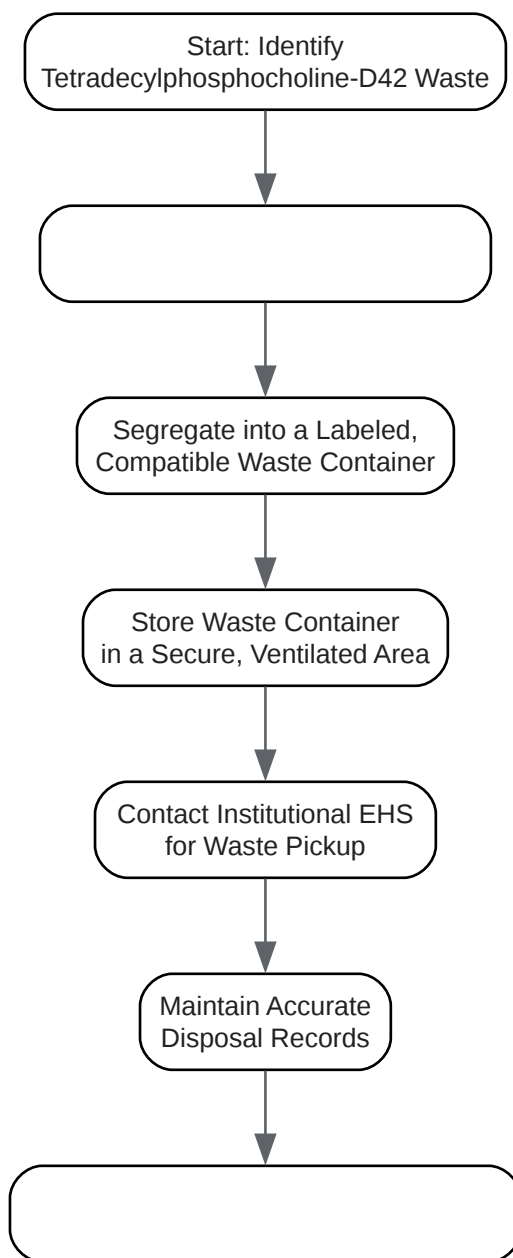 Start: Identify
Tetradecylphosphocholine-D42 Waste
Segregate into a Labeled,
Compatible Waste Container
Store Waste Container
in a Secure, Ventilated Area
Contact Institutional EHS
for Waste Pickup
Maintain Accurate
Disposal Records